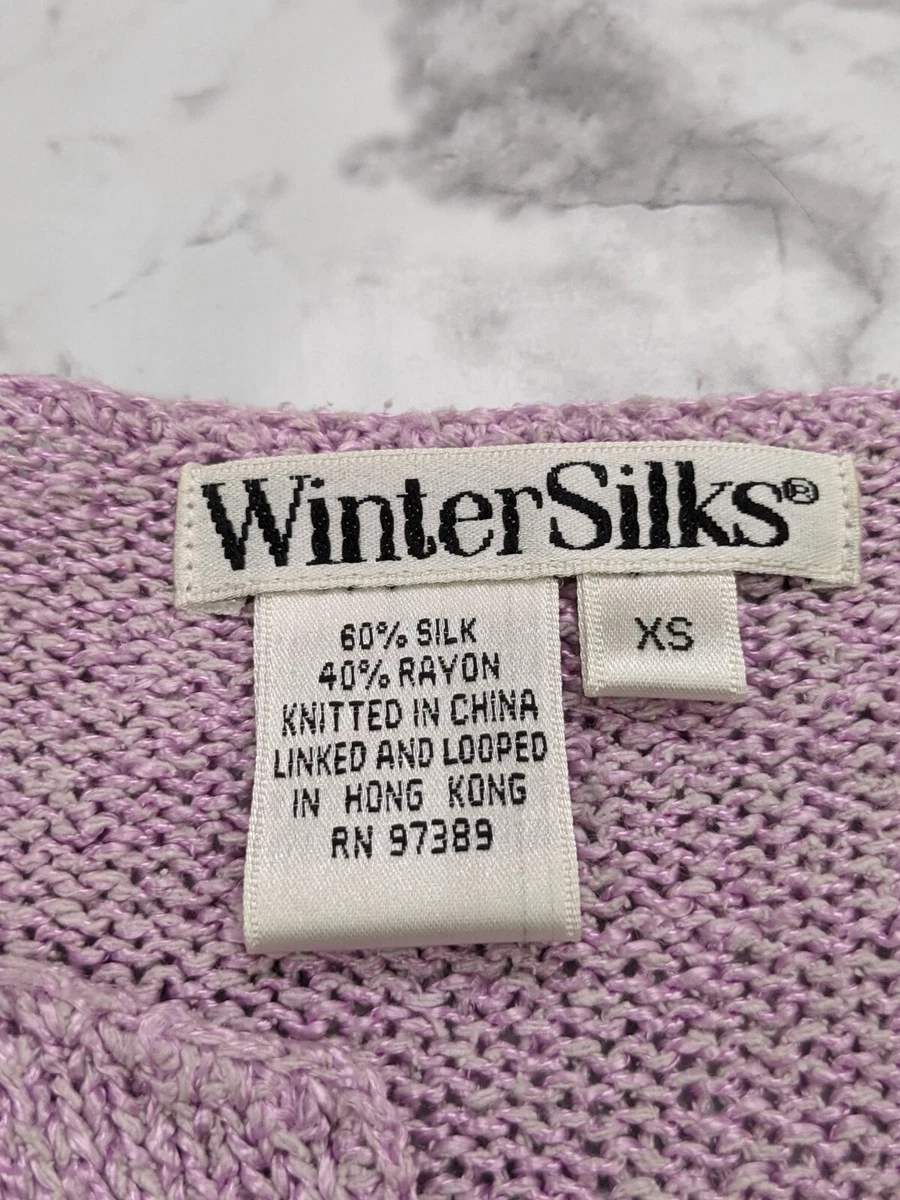 WinterSilks®
XS
60% SILK
40% RAYON
KNITTED IN CHINA
LINKED AND LOOPED
IN HONG KONG
RN 97389